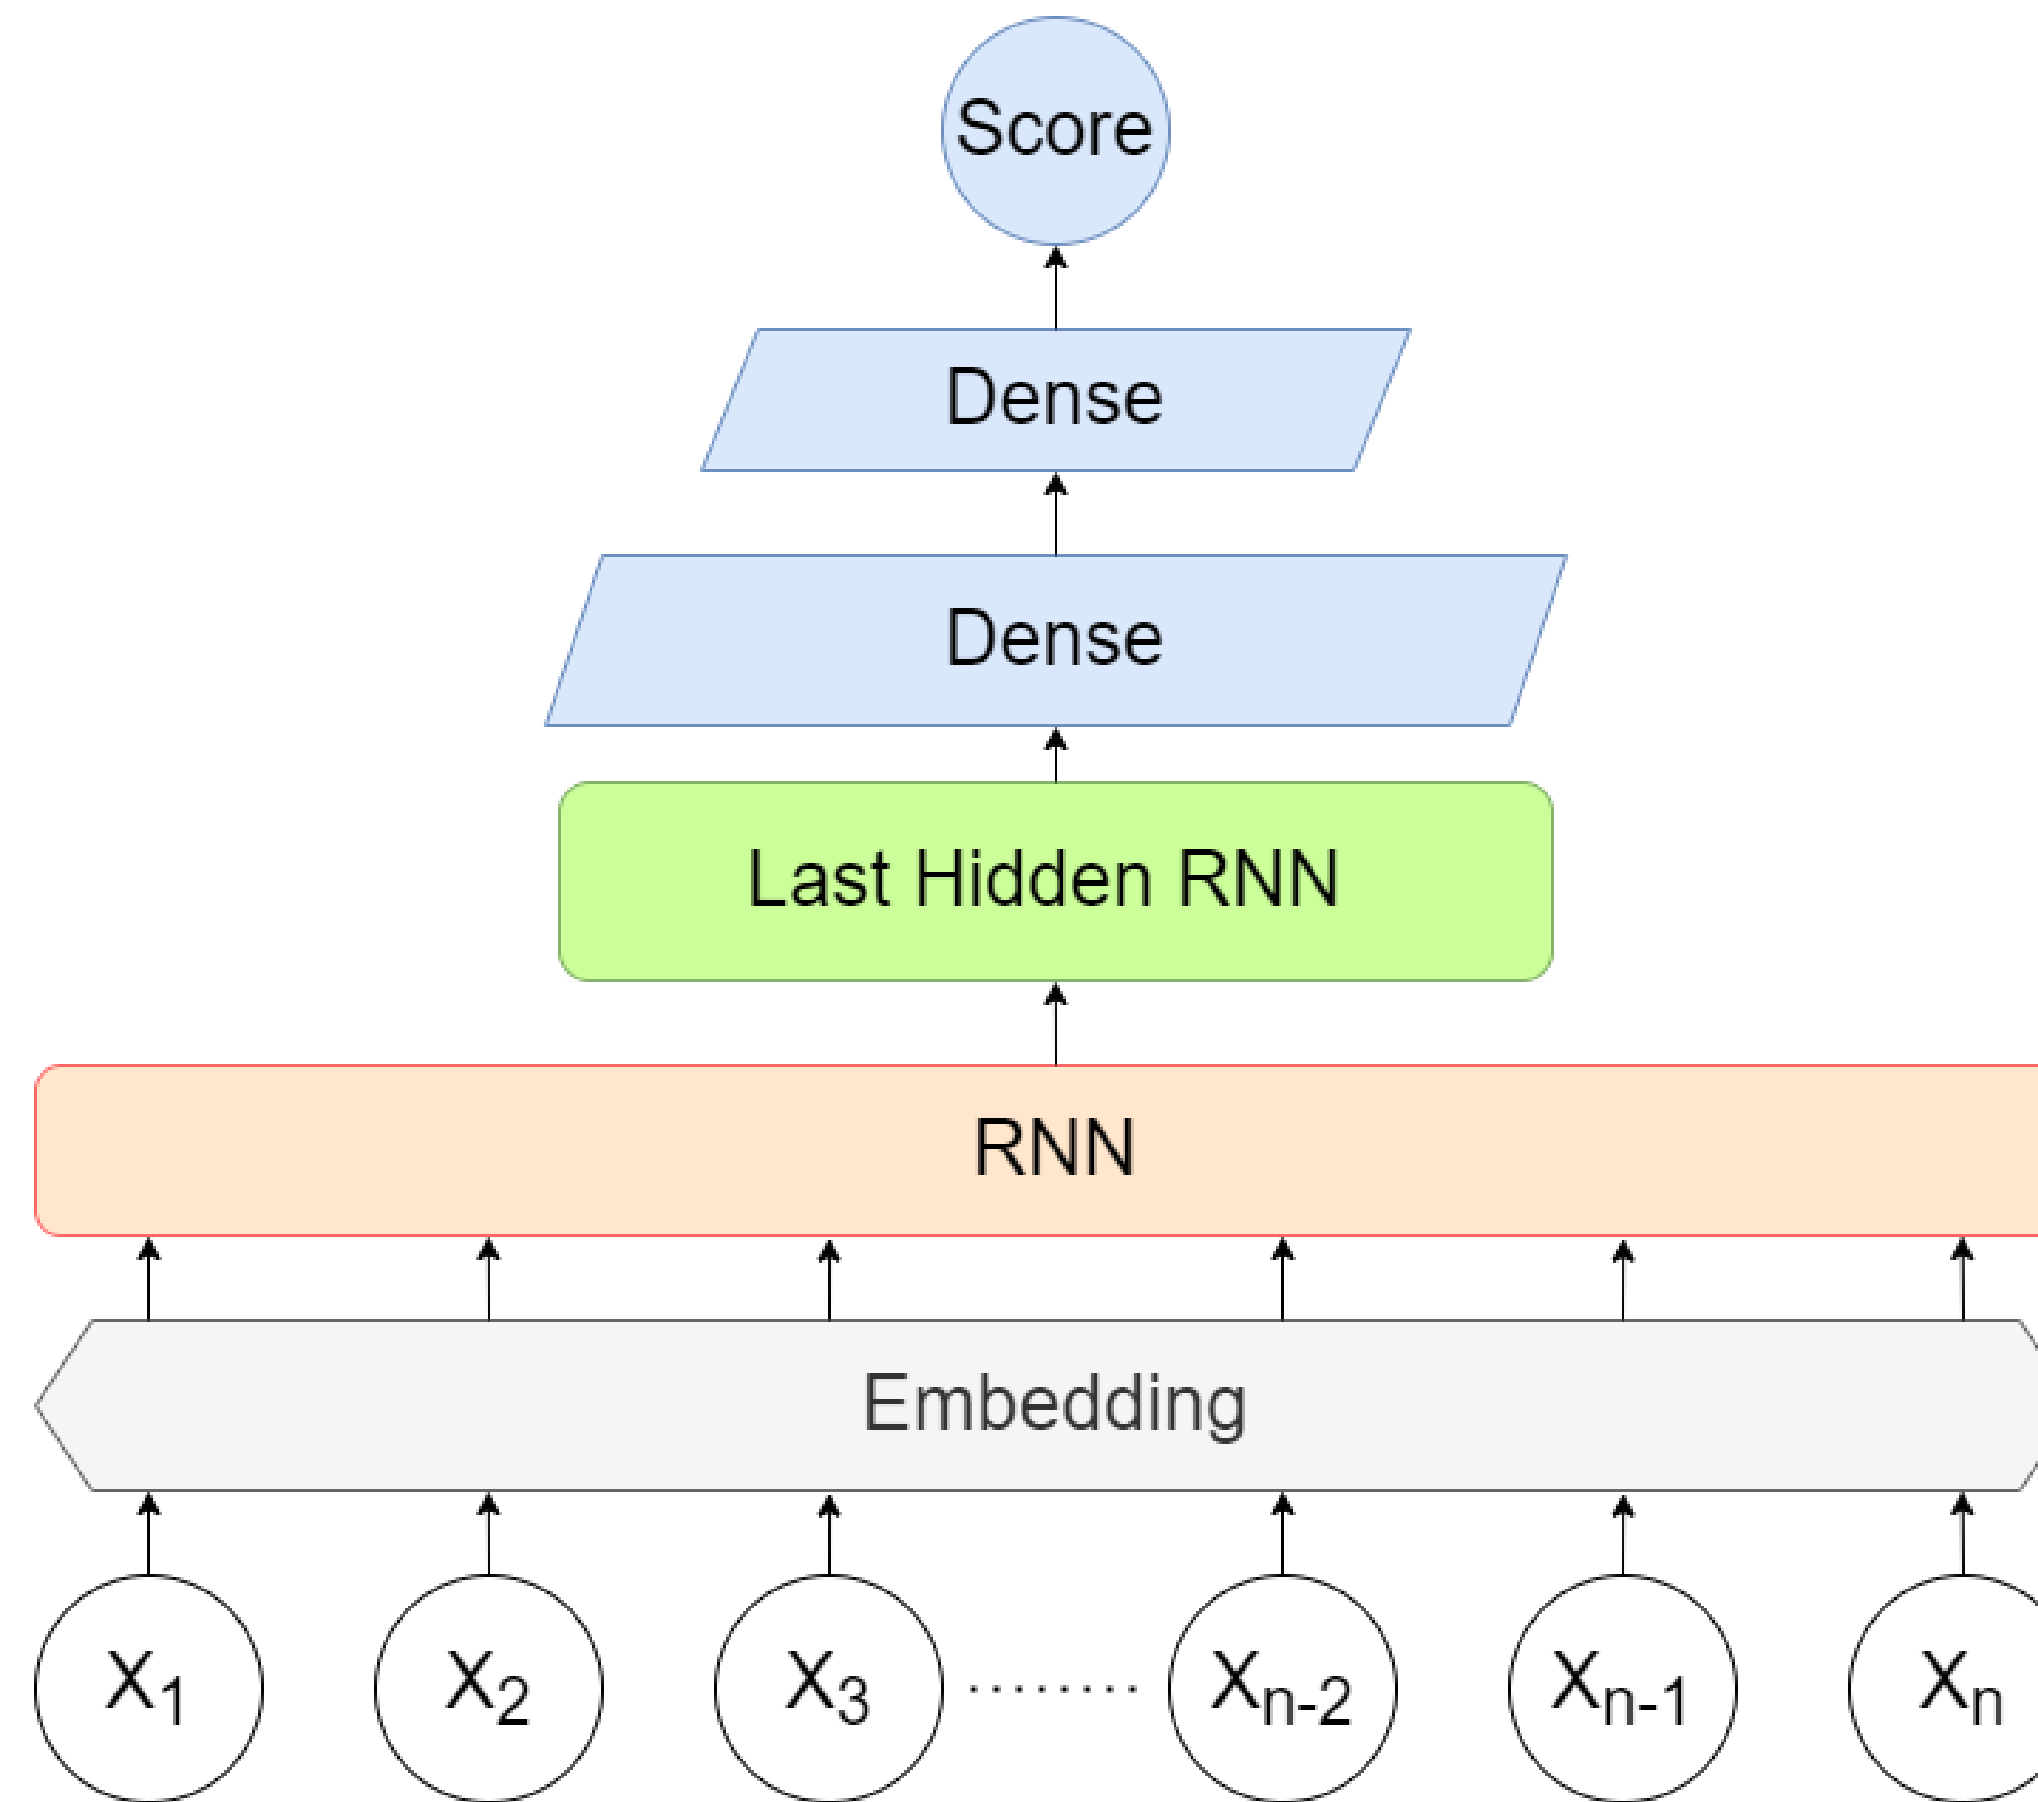 Score
Dense
Dense
Last Hidden RNN
RNN
Embedding
X1 X2 X3 ........ Xn-2 Xn-1 Xn